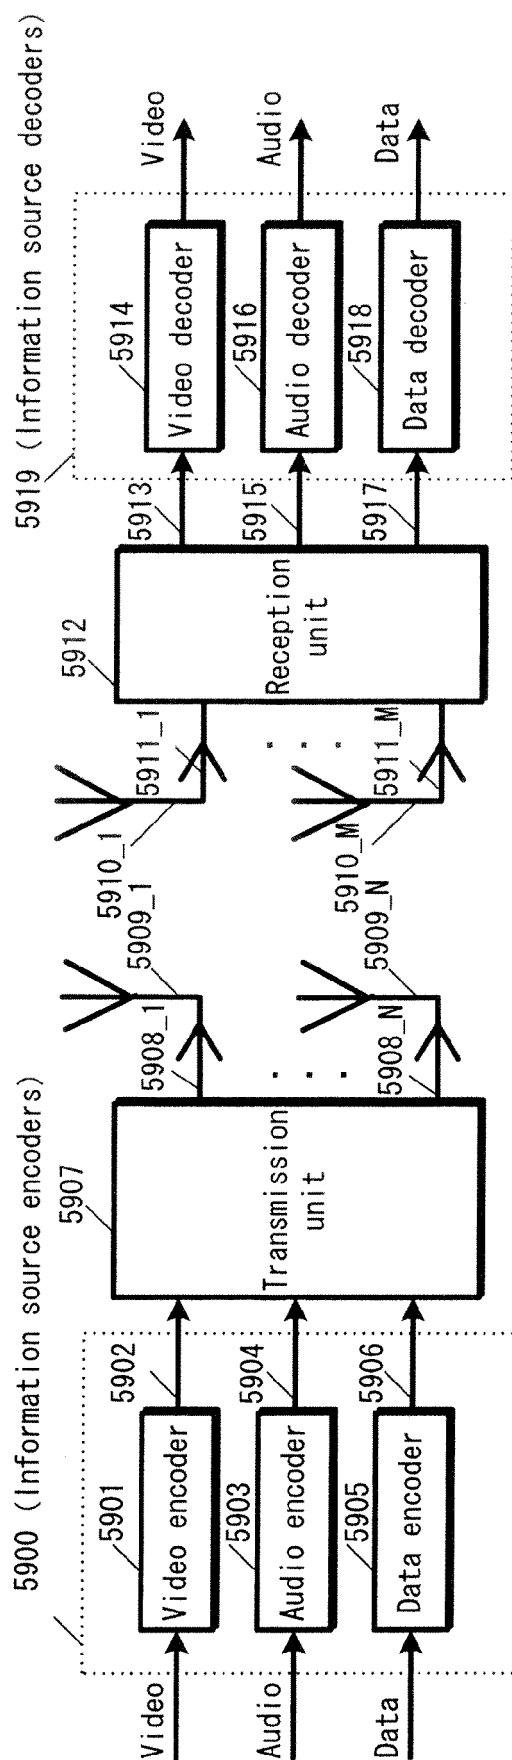 5900 (Information source encoders)
Video
5901
Video encoder
5902
Audio
5903
Audio encoder
5904
Data
5905
Data encoder
5906
5907
Transmission
unit
5908_1
5909_1
5908_N
5909_N
5910_1
5911_1
5910_M
5911_M
5912
Reception
unit
5919 (Information source decoders)
5913
5914
Video decoder
Video
5915
5916
Audio decoder
Audio
5917
5918
Data decoder
Data